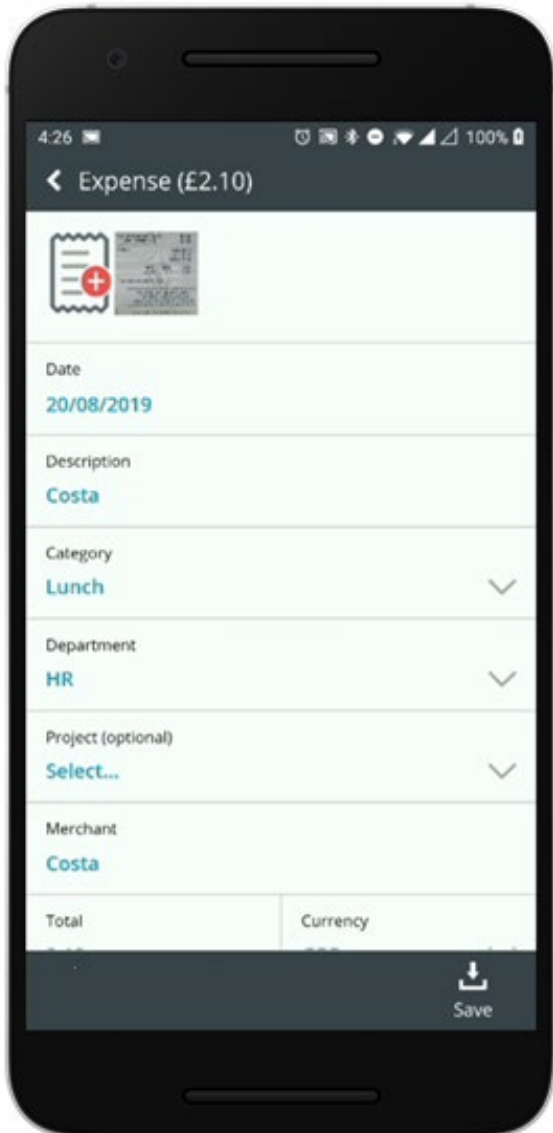 4:26 100%
Expense (£2.10)
Date
20/08/2019
Description
Costa
Category
Lunch
Department
HR
Project (optional)
Select...
Merchant
Costa
Total Currency
Save